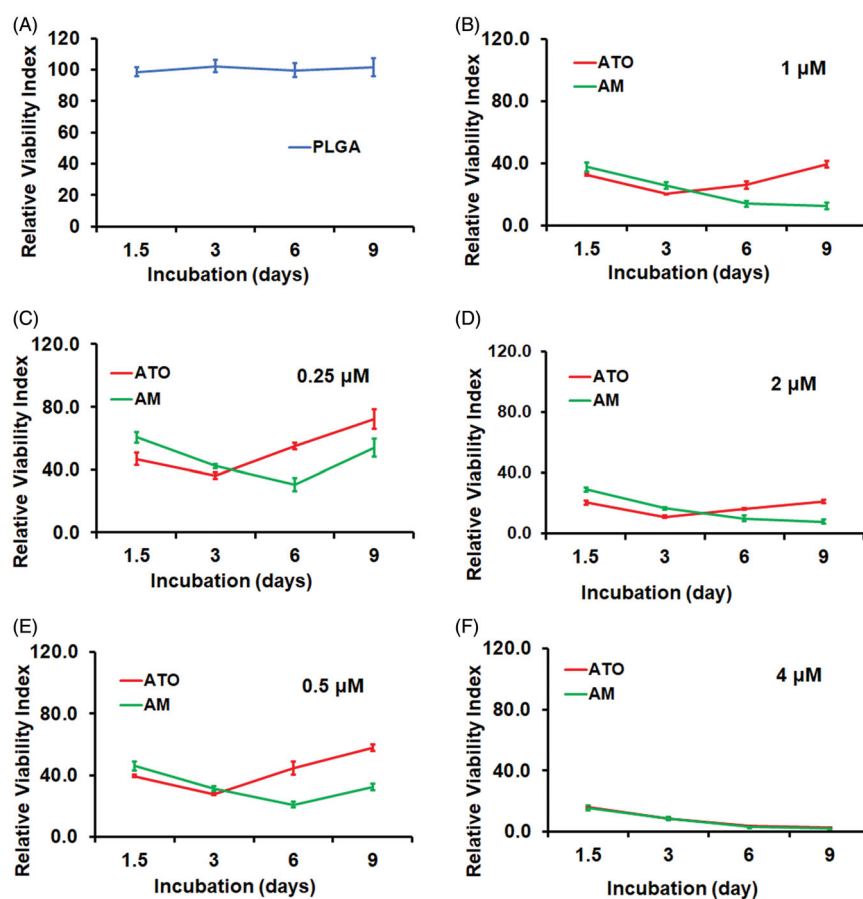 (A)
Relative Viability Index
120
100
80
60
40
20
0
PLGA
1.5 3 6 9
Incubation (days)
(B)
Relative Viability Index
120.0
80.0
40.0
0.0
ATO
AM
1 µM
1.5 3 6 9
Incubation (days)
(C)
Relative Viability Index
120.0
80.0
40.0
0.0
ATO
AM
0.25 µM
1.5 3 6 9
Incubation (days)
(D)
Relative Viability Index
120.0
80.0
40.0
0.0
ATO
AM
2 µM
1.5 3 6 9
Incubation (day)
(E)
Relative Viability Index
120.0
80.0
40.0
0.0
ATO
AM
0.5 µM
1.5 3 6 9
Incubation (days)
(F)
Relative Viability Index
120.0
80.0
40.0
0.0
ATO
AM
4 µM
1.5 3 6 9
Incubation (day)